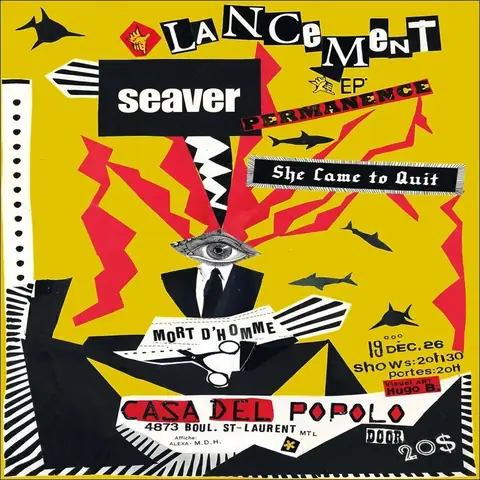 LANCEMENT
EP
seaver
PERMANENCE
She Came to Quit
MORT D'HOMME
19 DEC. 26
shows:20h30
portes:20H
Visuel ART
Hugo B.
CASA DEL POPOLO
4873 BOUL. ST-LAURENT MTL
Affiche:
ALEXA- M.D.H.
DOOR
20$